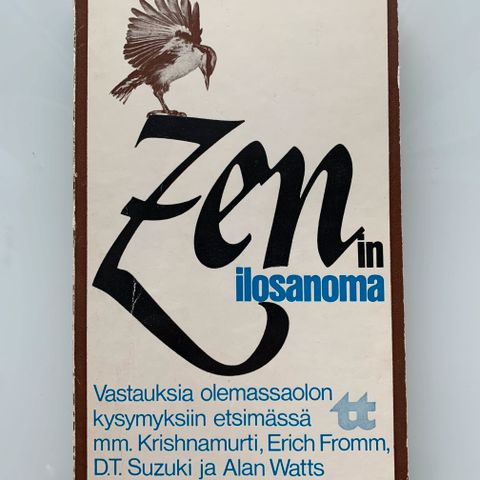 Zen
in
ilosanoma
Vastauksia olemassaolon
kysymyksiin etsimässä
tt
mm. Krishnamurti, Erich Fromm,
D.T. Suzuki ja Alan Watts